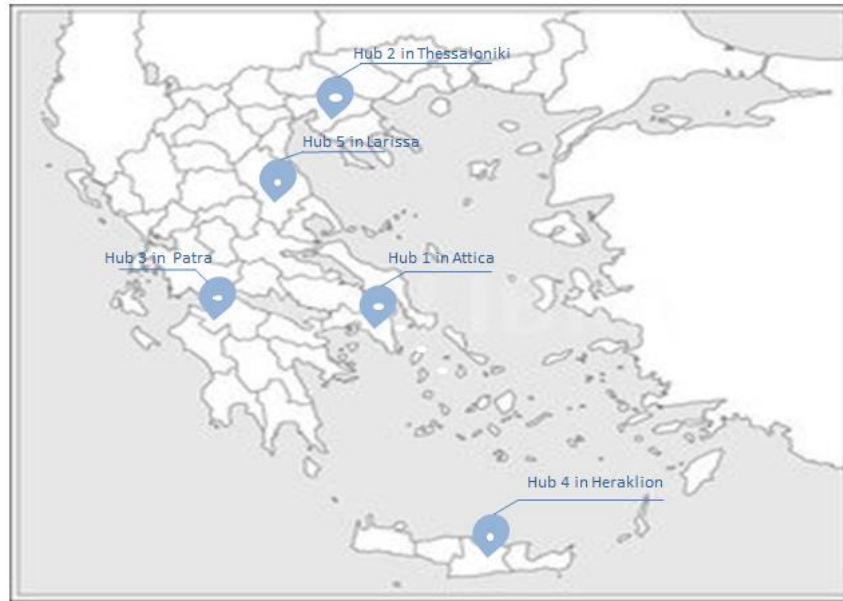 Hub 2 in Thessaloniki
Hub 5 in Larissa
Hub 3 in Patra
Hub 1 in Attica
Hub 4 in Heraklion